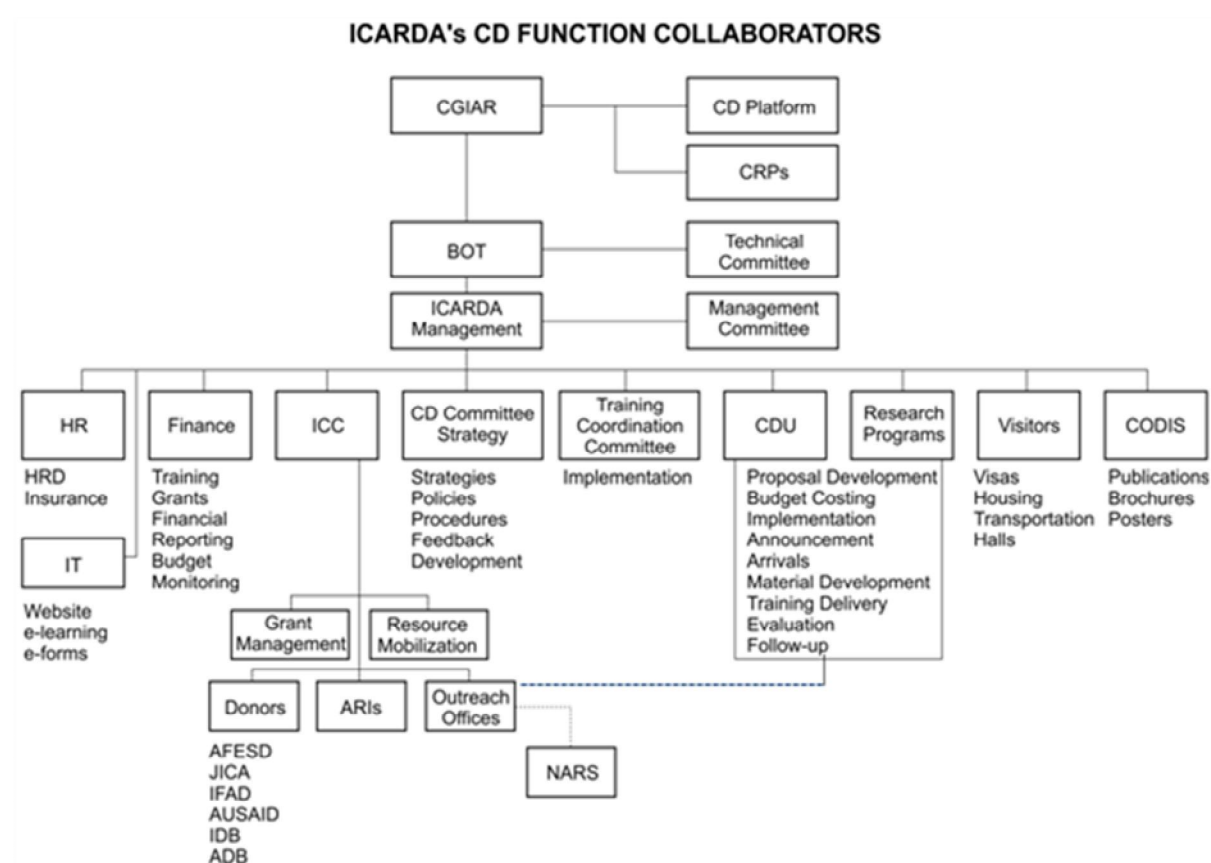 ICARDA's CD FUNCTION COLLABORATORS
CGIAR
CD Platform
CRPs
BOT
Technical
Committee
ICARDA
Management
Management
Committee
HR
HRD
Insurance
IT
Website
e-learning
e-forms
Finance
Training
Grants
Financial
Reporting
Budget
Monitoring
ICC
CD Committee
Strategy
Strategies
Policies
Procedures
Feedback
Development
Training
Coordination
Committee
Implementation
CDU
Research
Programs
Proposal Development
Budget Costing
Implementation
Announcement
Arrivals
Material Development
Training Delivery
Evaluation
Follow-up
Visitors
Visas
Housing
Transportation
Halls
CODIS
Publications
Brochures
Posters
Grant
Management
Resource
Mobilization
Donors
AFESD
JICA
IFAD
AUSAID
IDB
ADB
ARIs
Outreach
Offices
NARS